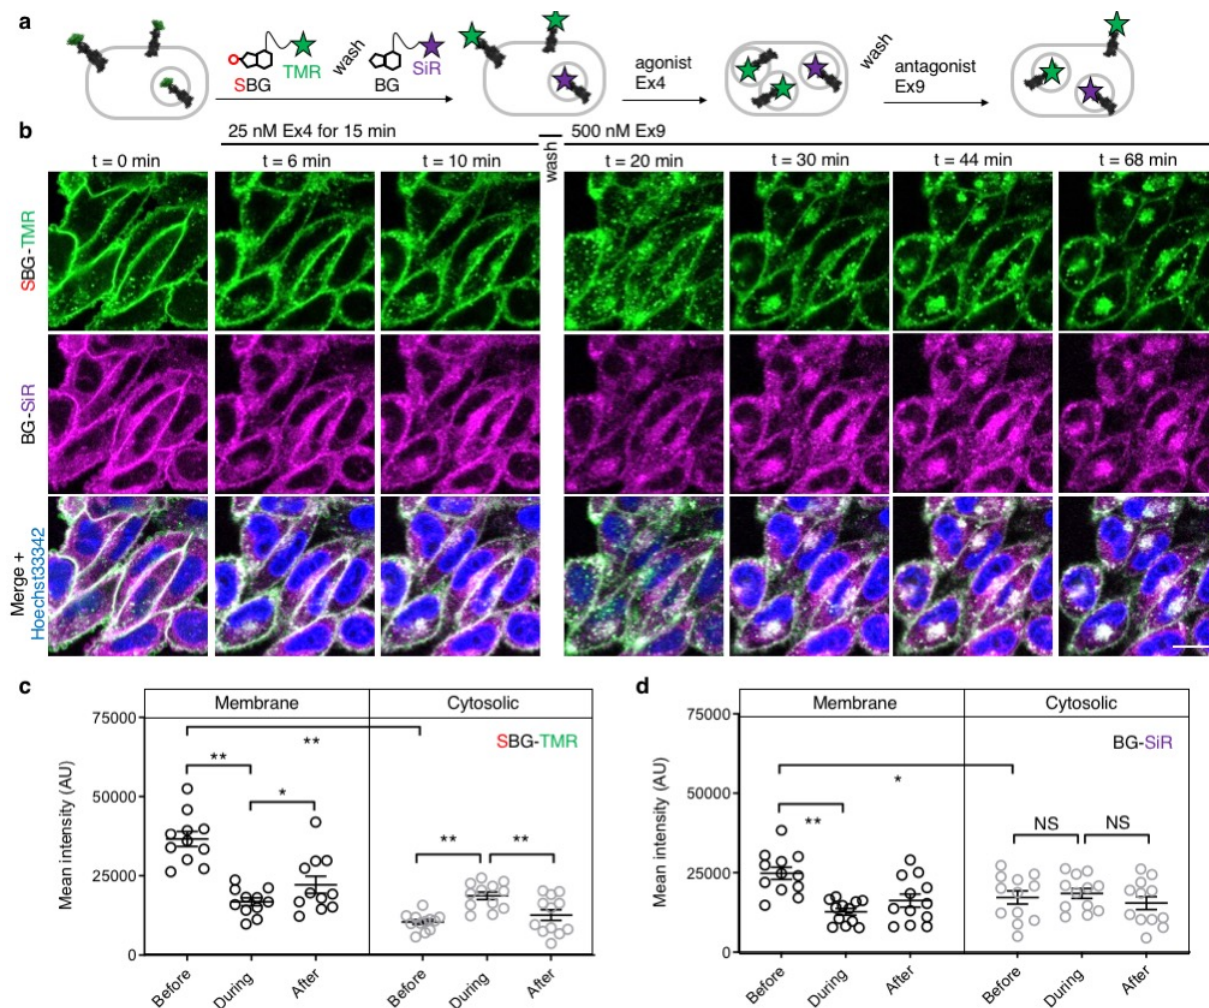 a
SBG
TMR
wash
BG
SiR
agonist
Ex4
wash
antagonist
Ex9
b
25 nM Ex4 for 15 min
wash
500 nM Ex9
t = 0 min
t = 6 min
t = 10 min
t = 20 min
t = 30 min
t = 44 min
t = 68 min
SBG-TMR
BG-SiR
Merge +
Hoechst33342
c
Membrane
Cytosolic
75000
50000
25000
0
Mean intensity (AU)
SBG-TMR
**
**
*
**
**
Before
During
After
Before
During
After
d
Membrane
Cytosolic
75000
50000
25000
0
Mean intensity (AU)
BG-SiR
*
**
NS
NS
Before
During
After
Before
During
After